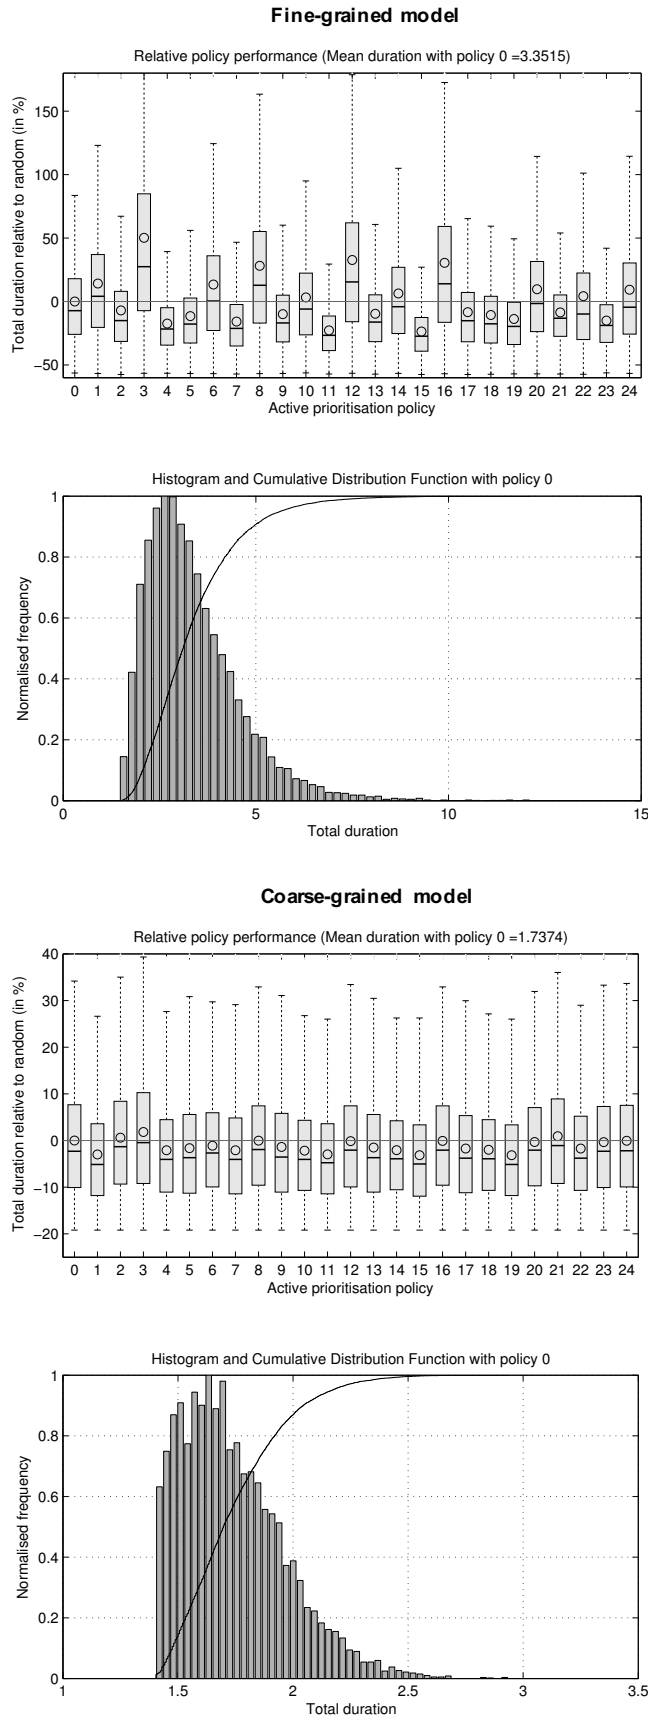 Fine-grained model
Relative policy performance (Mean duration with policy 0 =3.3515)
Total duration relative to random (in %)
150
100
50
0
−50
0 1 2 3 4 5 6 7 8 9 10 11 12 13 14 15 16 17 18 19 20 21 22 23 24
Active prioritisation policy
Histogram and Cumulative Distribution Function with policy 0
Normalised frequency
1
0.8
0.6
0.4
0.2
0
0 5 10 15
Total duration
Coarse-grained model
Relative policy performance (Mean duration with policy 0 =1.7374)
Total duration relative to random (in %)
40
30
20
10
0
−10
−20
0 1 2 3 4 5 6 7 8 9 10 11 12 13 14 15 16 17 18 19 20 21 22 23 24
Active prioritisation policy
Histogram and Cumulative Distribution Function with policy 0
Normalised frequency
1
0.8
0.6
0.4
0.2
0
1 1.5 2 2.5 3 3.5
Total duration